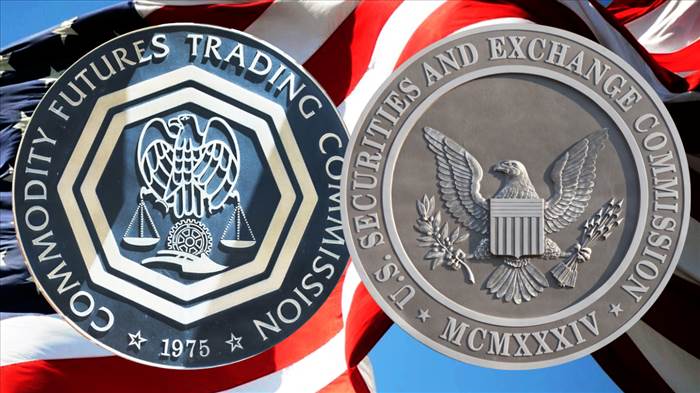 COMMODITY FUTURES TRADING COMMISSION
1975
U.S. SECURITIES AND EXCHANGE COMMISSION
MCMXXXIV